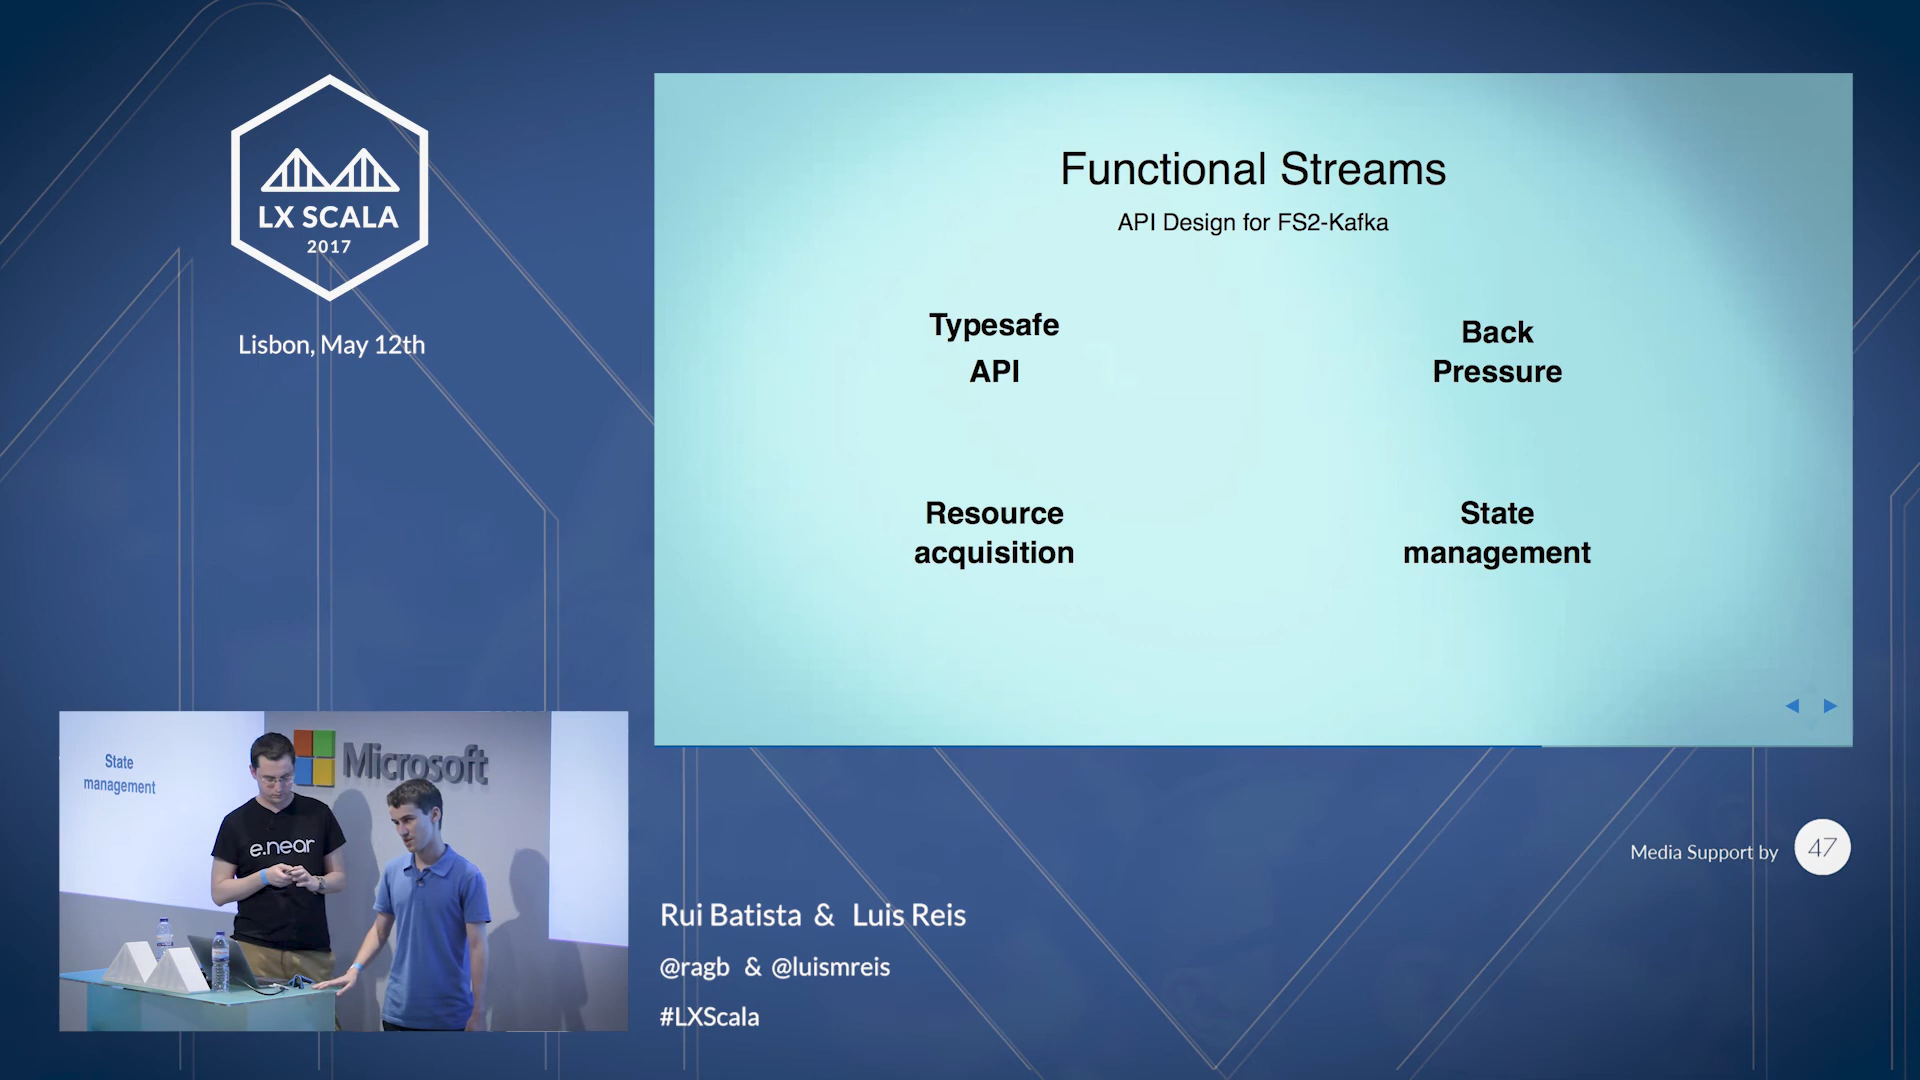 LX SCALA
2017
Lisbon, May 12th
Functional Streams
API Design for FS2-Kafka
Typesafe
API
Back
Pressure
Resource
acquisition
State
management
State
management
Microsoft
e.near
Media Support by
47
Rui Batista & Luis Reis
@ragb & @luismreis
#LXScala